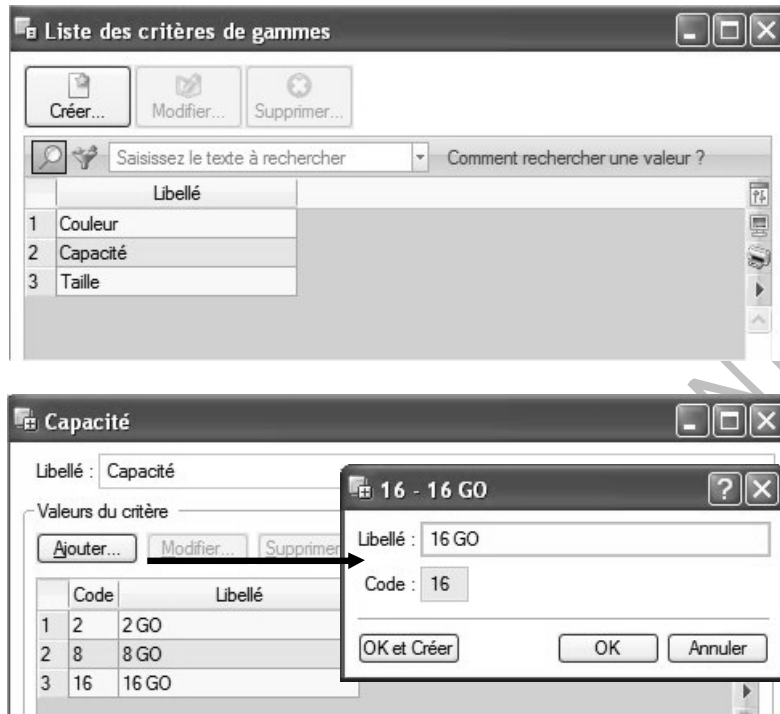 Liste des critères de gammes
Créer... Modifier... Supprimer...
Saisissez le texte à rechercher Comment rechercher une valeur ?
Libellé
1 Couleur
2 Capacité
3 Taille
Capacité
Libellé : Capacité
Valeurs du critère
Ajouter... Modifier... Supprimer
Code Libellé
1 2 2 GO
2 8 8 GO
3 16 16 GO
16 - 16 GO
Libellé : 16 GO
Code : 16
OK et Créer OK Annuler